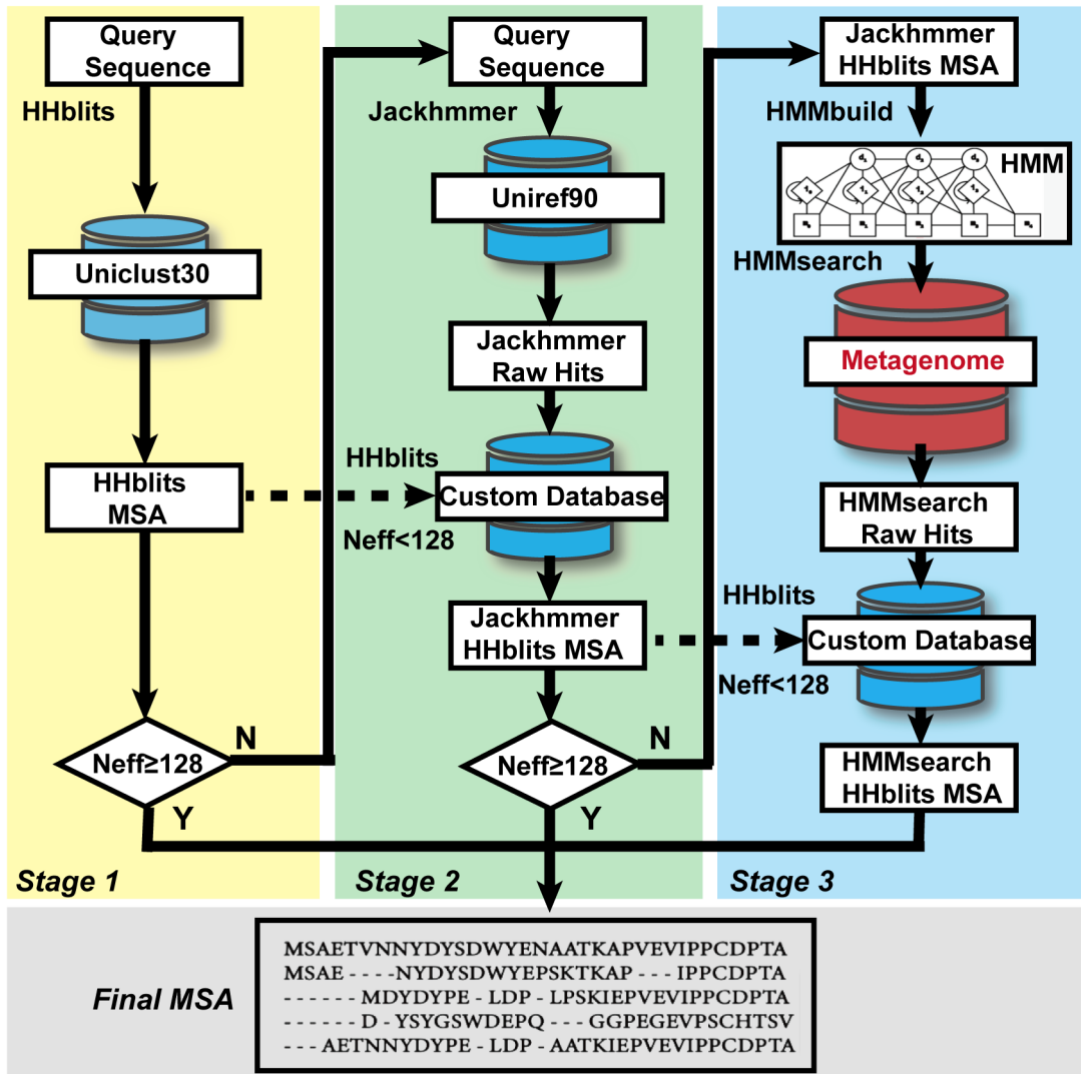 Query
Sequence
HHblits
Uniclust30
HHblits
MSA
Neff≥128
N
Y
Stage 1
Query
Sequence
Jackhmmer
Uniref90
Jackhmmer
Raw Hits
HHblits
Custom Database
Neff<128
Jackhmmer
HHblits MSA
Neff≥128
N
Y
Stage 2
Jackhmmer
HHblits MSA
HMMbuild
HMM
HMMsearch
Metagenome
HMMsearch
Raw Hits
HHblits
Custom Database
Neff<128
HMMsearch
HHblits MSA
Stage 3
Final MSA
MSAETVNNYDYSDWYENAATKAPVEVIPPCDPTA
MSAE - - - - NYDYSDWYEPSKTKAP - - - IPPCDPTA
- - - - - - MDYDYPE - LDP - LPSKIEPVEVIPPCDPTA
- - - - - - D - YSYGSWDEPQ - - - GGPEGEVPSCHTSV
- - - AETNNYDYPE - LDP - AATKIEPVEVIPPCDPTA